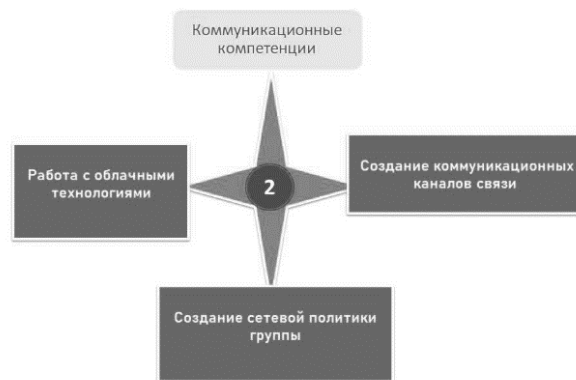 Коммуникационные
компетенции
Работа с облачными
технологиями
2
Создание коммуникационных
каналов связи
Создание сетевой политики
группы